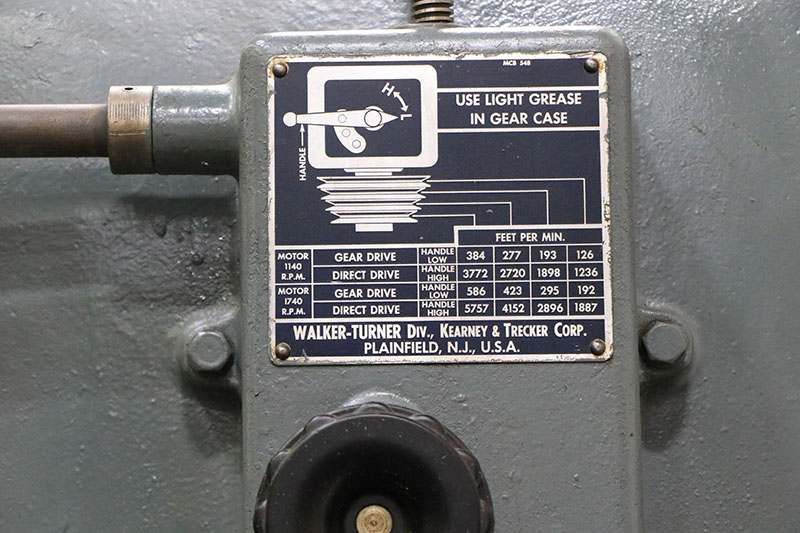 MCB 548
USE LIGHT GREASE
IN GEAR CASE
H
L
HANDLE
FEET PER MIN.
MOTOR 1140 R.P.M. GEAR DRIVE HANDLE LOW 384 277 193 126
DIRECT DRIVE HANDLE HIGH 3772 2720 1898 1236
MOTOR 1740 R.P.M. GEAR DRIVE HANDLE LOW 586 423 295 192
DIRECT DRIVE HANDLE HIGH 5757 4152 2896 1887
WALKER-TURNER DIV., KEARNEY & TRECKER CORP.
PLAINFIELD, N.J., U.S.A.